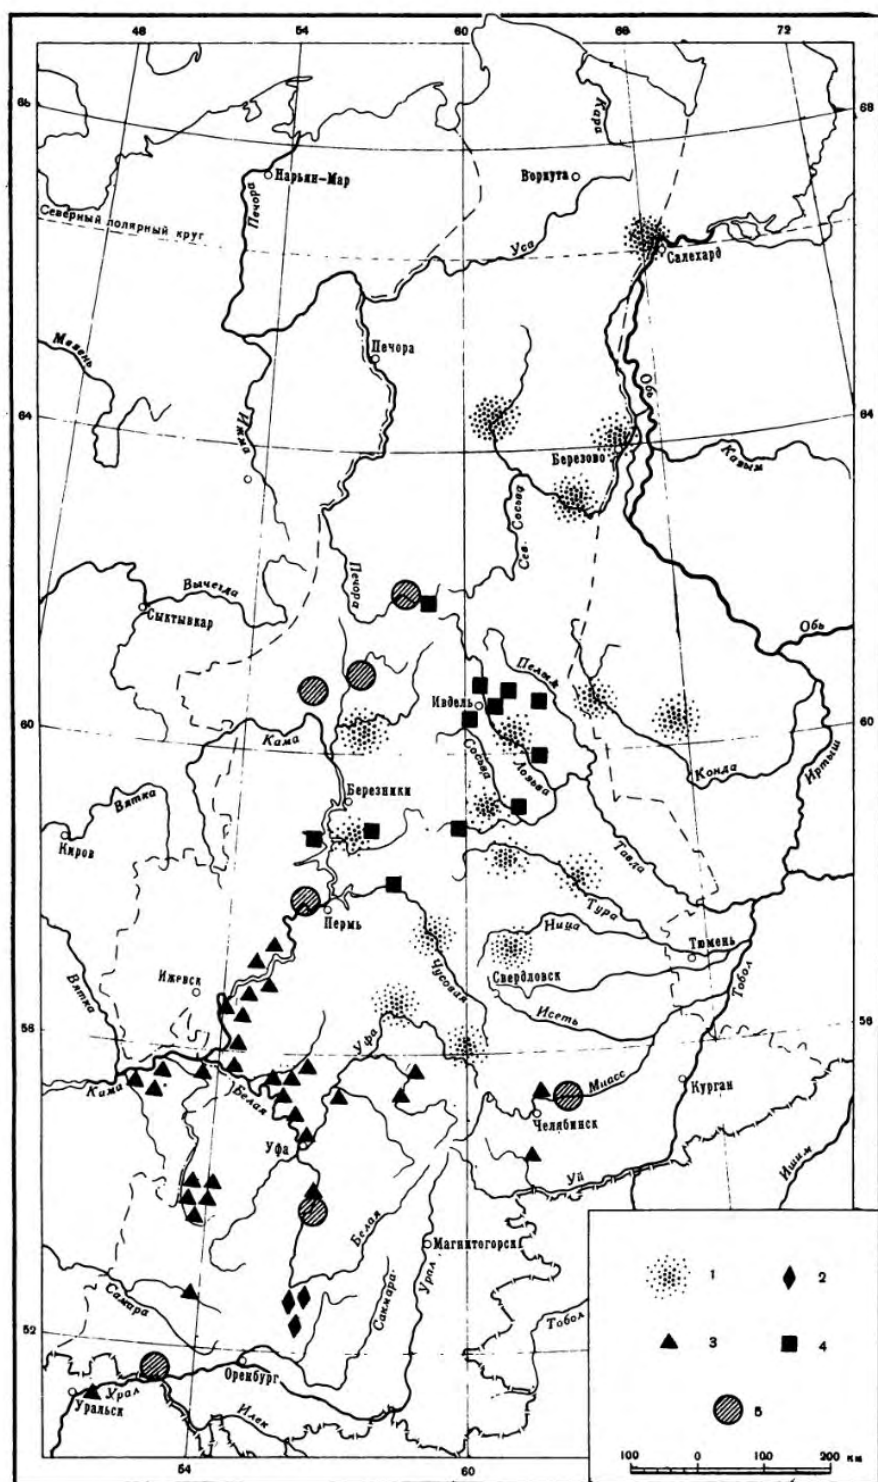 48
54
60
66
72
68
68
Кара
Нарьян-Мар
Воркута
Печора
Северный полярный круг
Уса
Салехард
Мезень
Печора
Обь
Ижма
64
64
Березово
Казым
Сев. Сосьва
Печора
Вычегда
Сыктывкар
Обь
Пелым
Ивдель
60
60
Кама
Сосьва
Лозьва
Конда
Иртыш
Березники
Вятка
Киров
Тавда
Тура
Пермь
Ница
Тюмень
Ижевск
Чусовая
Свердловск
Вятка
Тобол
Исеть
56
56
Уфа
Кама
Белая
Миасс
Курган
Челябинск
Уфа
Уй
Ишим
Белая
Магнитогорск
Сакмара
Урал
Самара
52
Тобол
Оренбург
Урал
Уральск
Илек
54
60
1
2
3
4
5
100 0 100 200 км